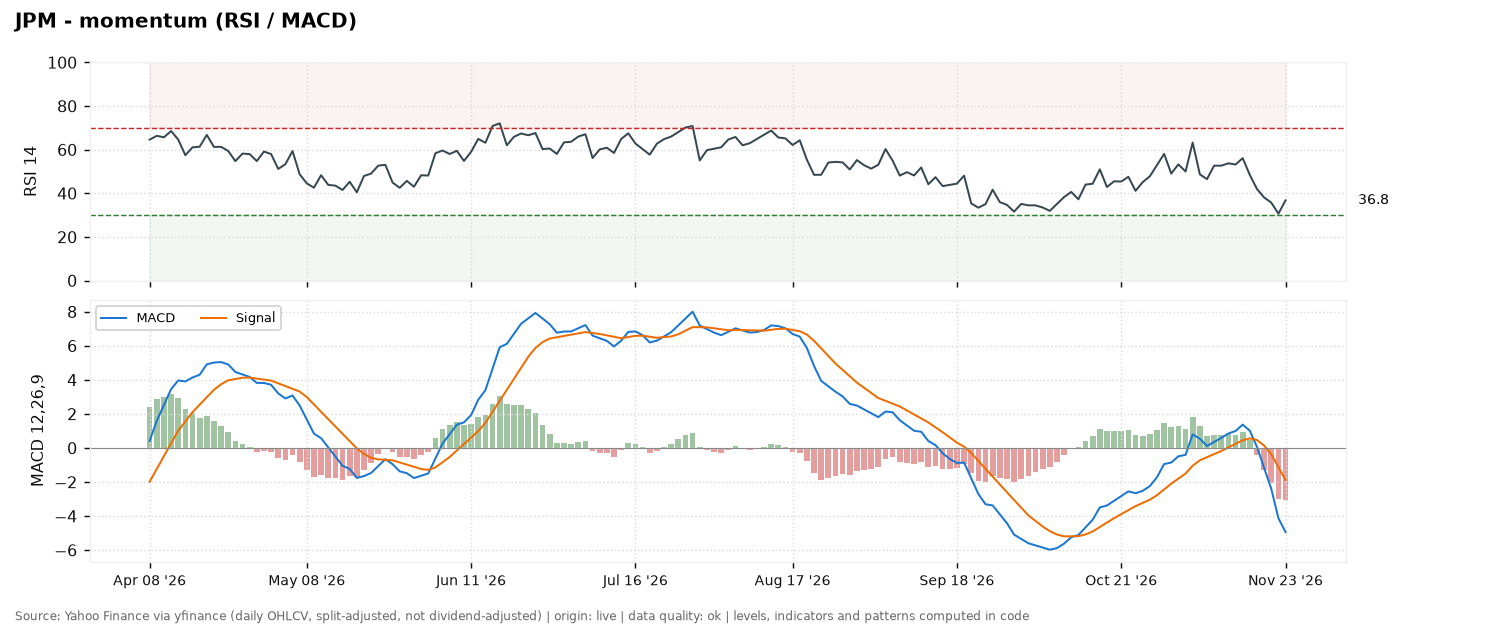 JPM - momentum (RSI / MACD)
RSI 14
100
80
60
40
20
0
36.8
MACD 12,26,9
MACD
Signal
8
6
4
2
0
−2
−4
−6
Apr 08 '26
May 08 '26
Jun 11 '26
Jul 16 '26
Aug 17 '26
Sep 18 '26
Oct 21 '26
Nov 23 '26
Source: Yahoo Finance via yfinance (daily OHLCV, split-adjusted, not dividend-adjusted) | origin: live | data quality: ok | levels, indicators and patterns computed in code